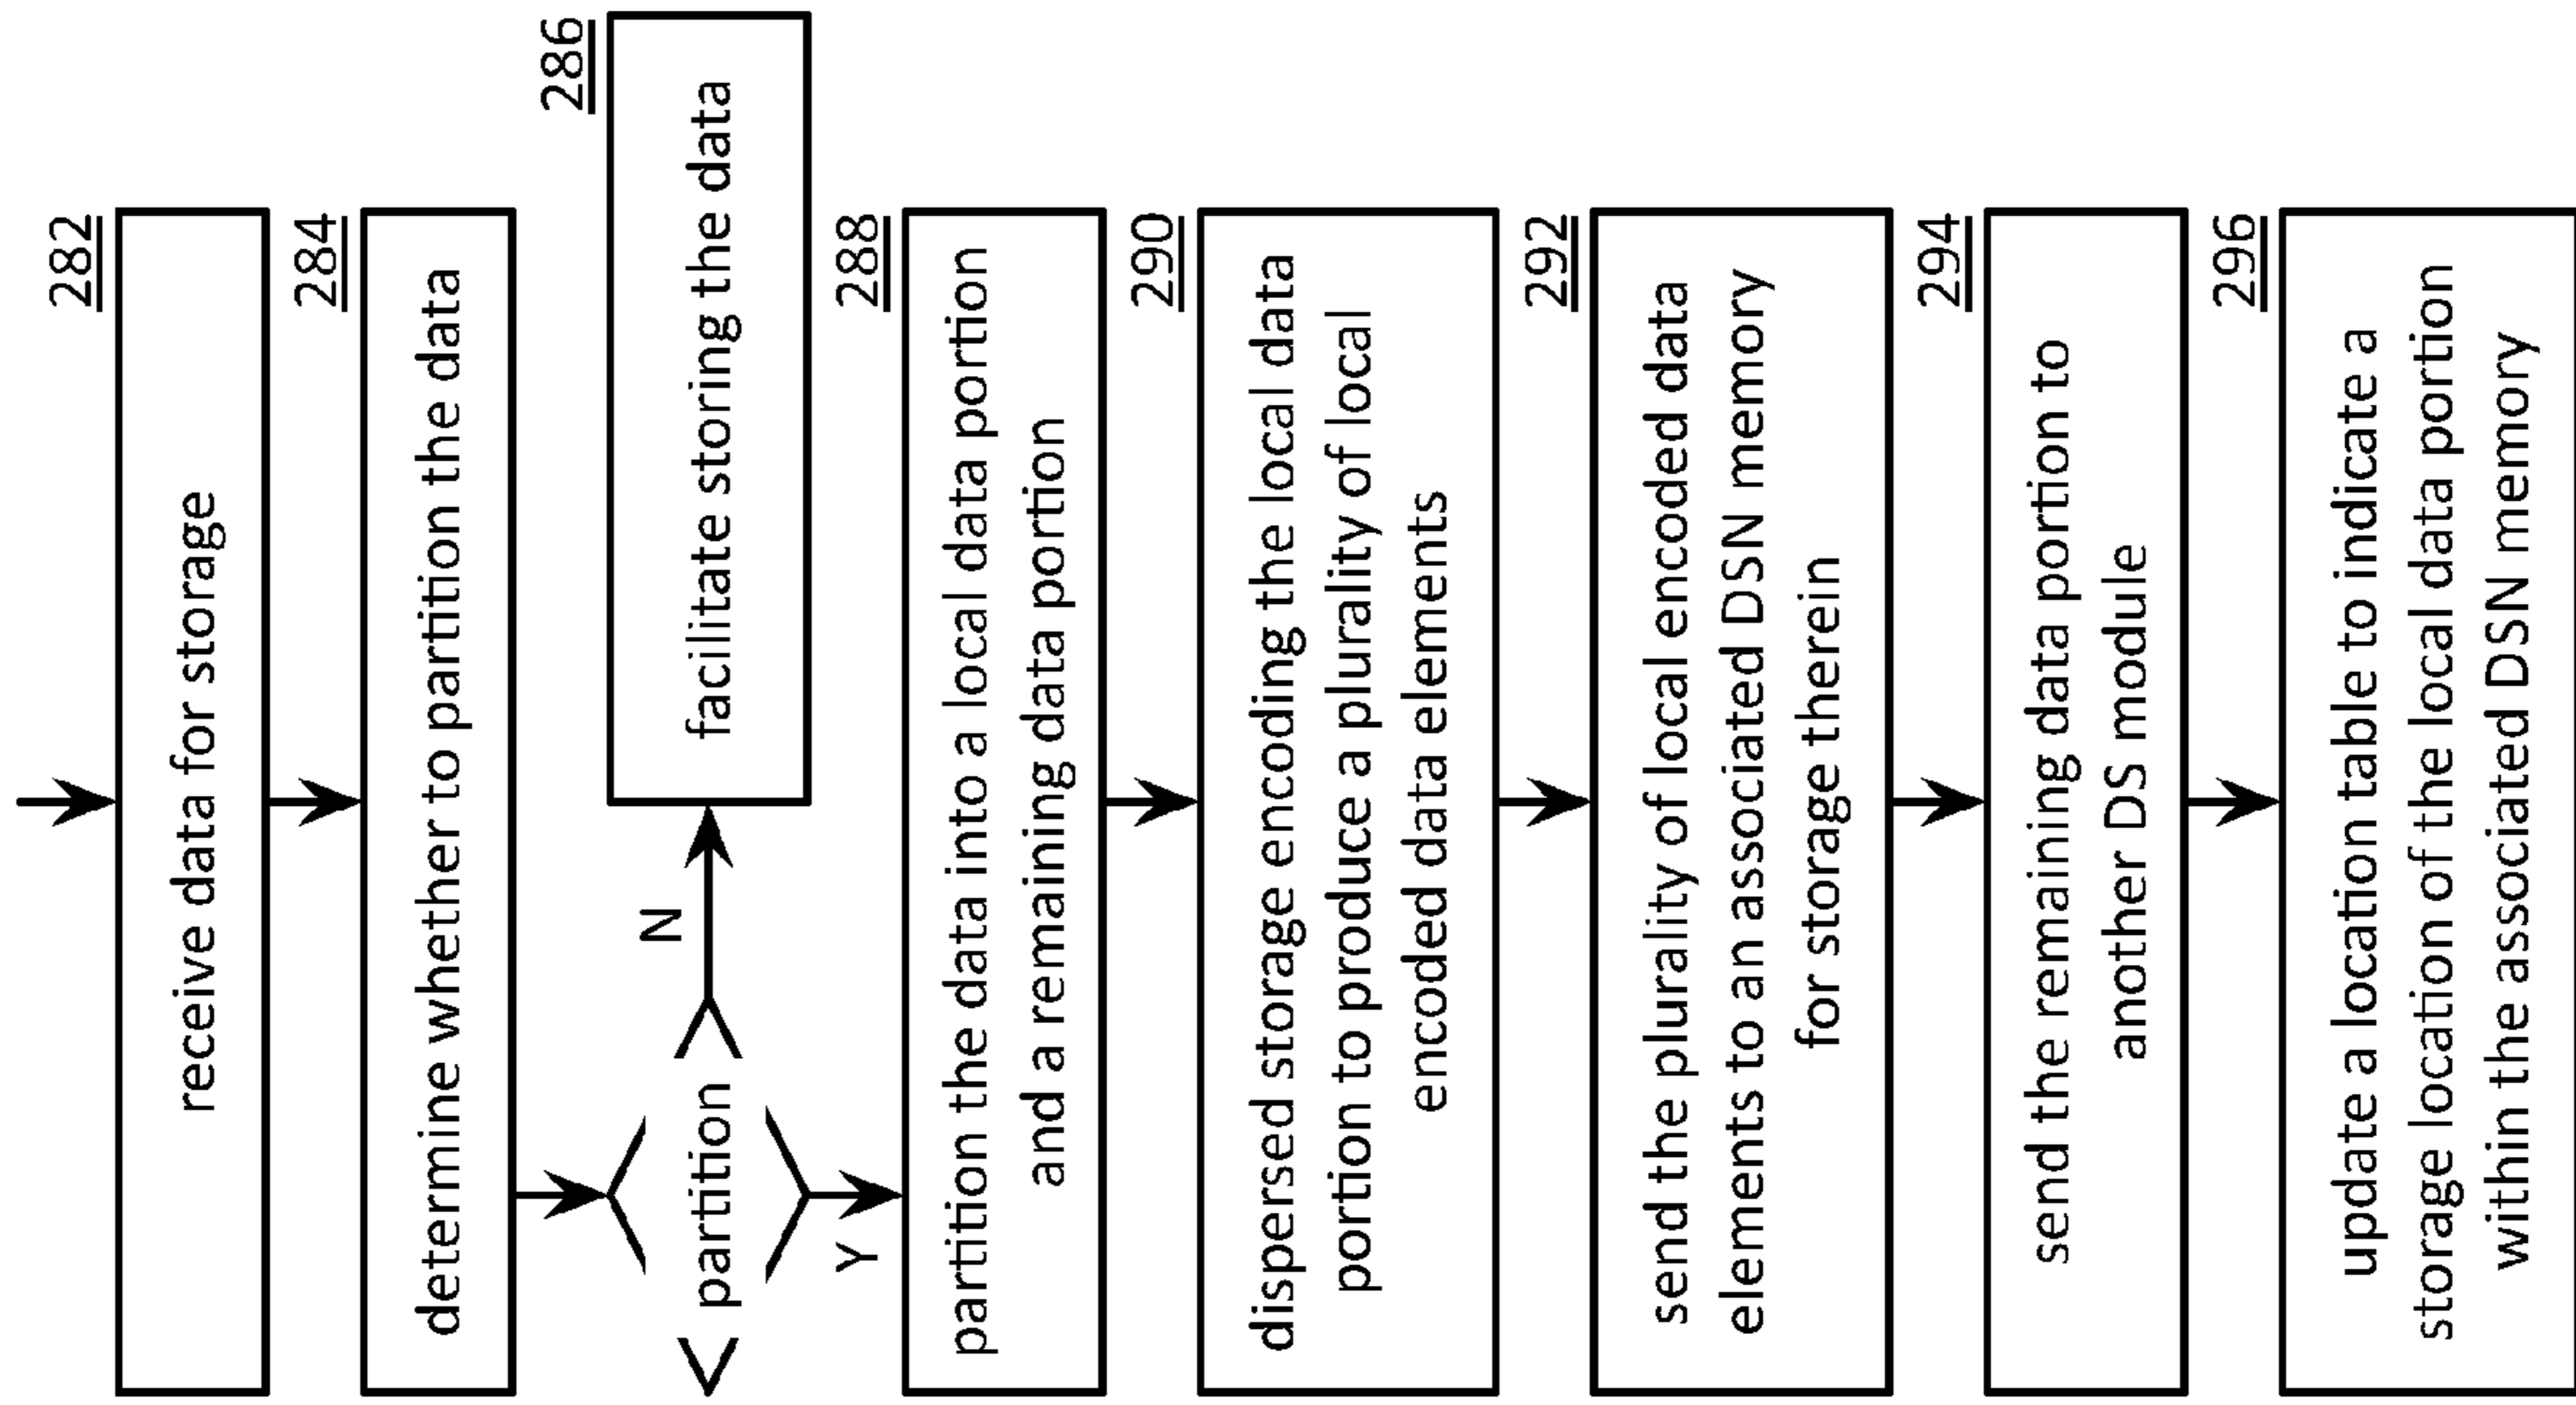 282
receive data for storage
284
determine whether to partition the data
286
facilitate storing the data
N
partition
Y
288
partition the data into a local data portion
and a remaining data portion
290
dispersed storage encoding the local data
portion to produce a plurality of local
encoded data elements
292
send the plurality of local encoded data
elements to an associated DSN memory
for storage therein
294
send the remaining data portion to
another DS module
296
update a location table to indicate a
storage location of the local data portion
within the associated DSN memory